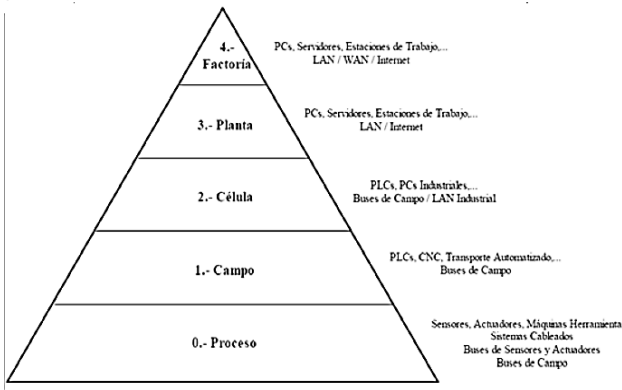 4.-
Factoría
PCs, Servidores, Estaciones de Trabajo,...
LAN / WAN / Internet
3.- Planta
PCs, Servidores, Estaciones de Trabajo,...
LAN / Internet
2.- Célula
PLCs, PCs Industriales,...
Buses de Campo / LAN Industrial
1.- Campo
PLCs, CNC, Transporte Automatizado,...
Buses de Campo
0.- Proceso
Sensores, Actuadores, Máquinas Herramienta
Sistemas Cableados
Buses de Sensores y Actuadores
Buses de Campo